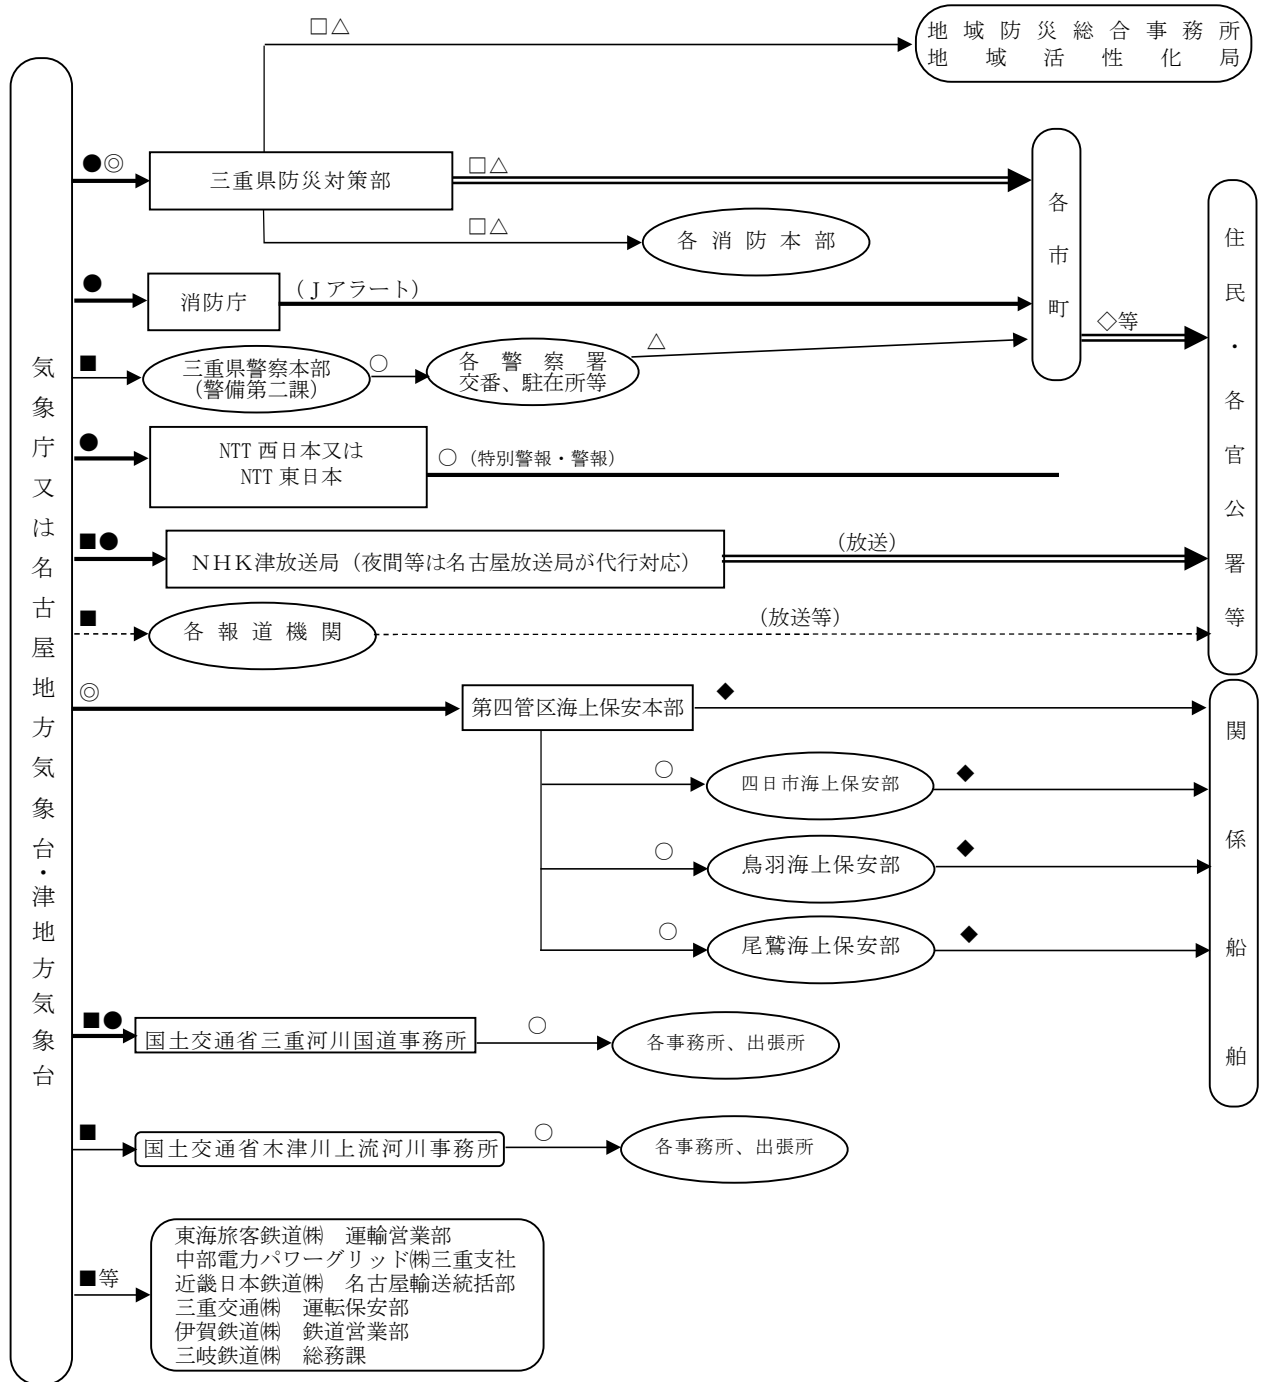 □△
地域防災総合事務所
地域活性化局
●◎
三重県防災対策部
□△
□△
各消防本部
各市町
●
消防庁
（Ｊアラート）
◇等
住民・各官公署等
■
三重県警察本部
（警備第二課）
○
各警察署
交番、駐在所等
△
気象庁又は名古屋地方気象台・津地方気象台
●
NTT 西日本又は
NTT 東日本
○（特別警報・警報）
■●
ＮＨＫ津放送局（夜間等は名古屋放送局が代行対応）
（放送）
■
各報道機関
（放送等）
◎
第四管区海上保安本部
◆
関係船舶
○
四日市海上保安部
◆
○
鳥羽海上保安部
◆
○
尾鷲海上保安部
◆
■●
国土交通省三重河川国道事務所
○
各事務所、出張所
■
国土交通省木津川上流河川事務所
○
各事務所、出張所
■等
東海旅客鉄道㈱　運輸営業部
中部電力パワーグリッド㈱三重支社
近畿日本鉄道㈱　名古屋輸送統括部
三重交通㈱　運転保安部
伊賀鉄道㈱　鉄道営業部
三岐鉄道㈱　総務課